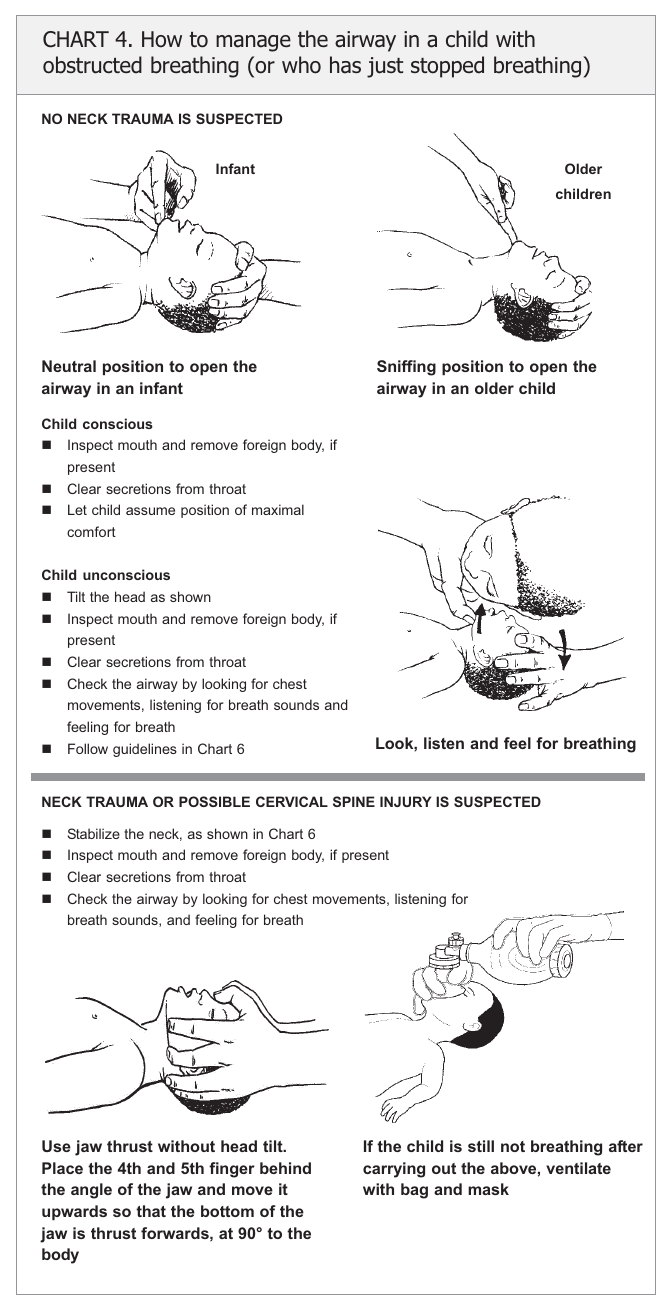 CHART 4. How to manage the airway in a child with
obstructed breathing (or who has just stopped breathing)
NO NECK TRAUMA IS SUSPECTED
Infant
Older
children
Neutral position to open the
airway in an infant
Sniffing position to open the
airway in an older child
Child conscious
■ Inspect mouth and remove foreign body, if
present
■ Clear secretions from throat
■ Let child assume position of maximal
comfort
Child unconscious
■ Tilt the head as shown
■ Inspect mouth and remove foreign body, if
present
■ Clear secretions from throat
■ Check the airway by looking for chest
movements, listening for breath sounds and
feeling for breath
■ Follow guidelines in Chart 6
Look, listen and feel for breathing
NECK TRAUMA OR POSSIBLE CERVICAL SPINE INJURY IS SUSPECTED
■ Stabilize the neck, as shown in Chart 6
■ Inspect mouth and remove foreign body, if present
■ Clear secretions from throat
■ Check the airway by looking for chest movements, listening for
breath sounds, and feeling for breath
Use jaw thrust without head tilt.
Place the 4th and 5th finger behind
the angle of the jaw and move it
upwards so that the bottom of the
jaw is thrust forwards, at 90° to the
body
If the child is still not breathing after
carrying out the above, ventilate
with bag and mask